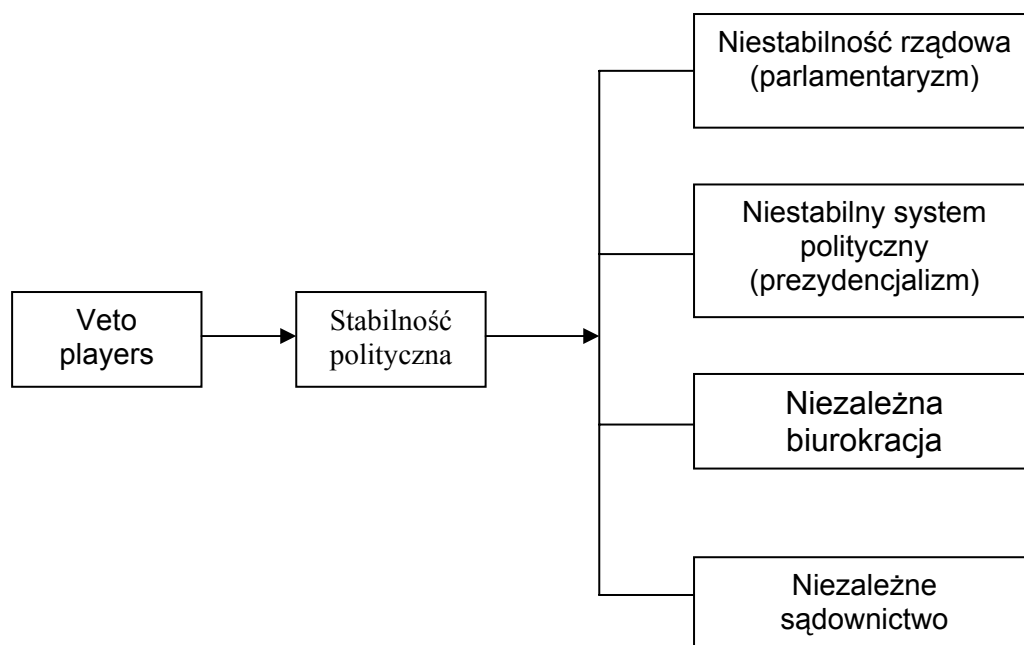 Niestabilność rządowa
(parlamentaryzm)
Niestabilny system
polityczny
(prezydencjalizm)
Veto
players
Stabilność
polityczna
Niezależna
biurokracja
Niezależne
sądownictwo